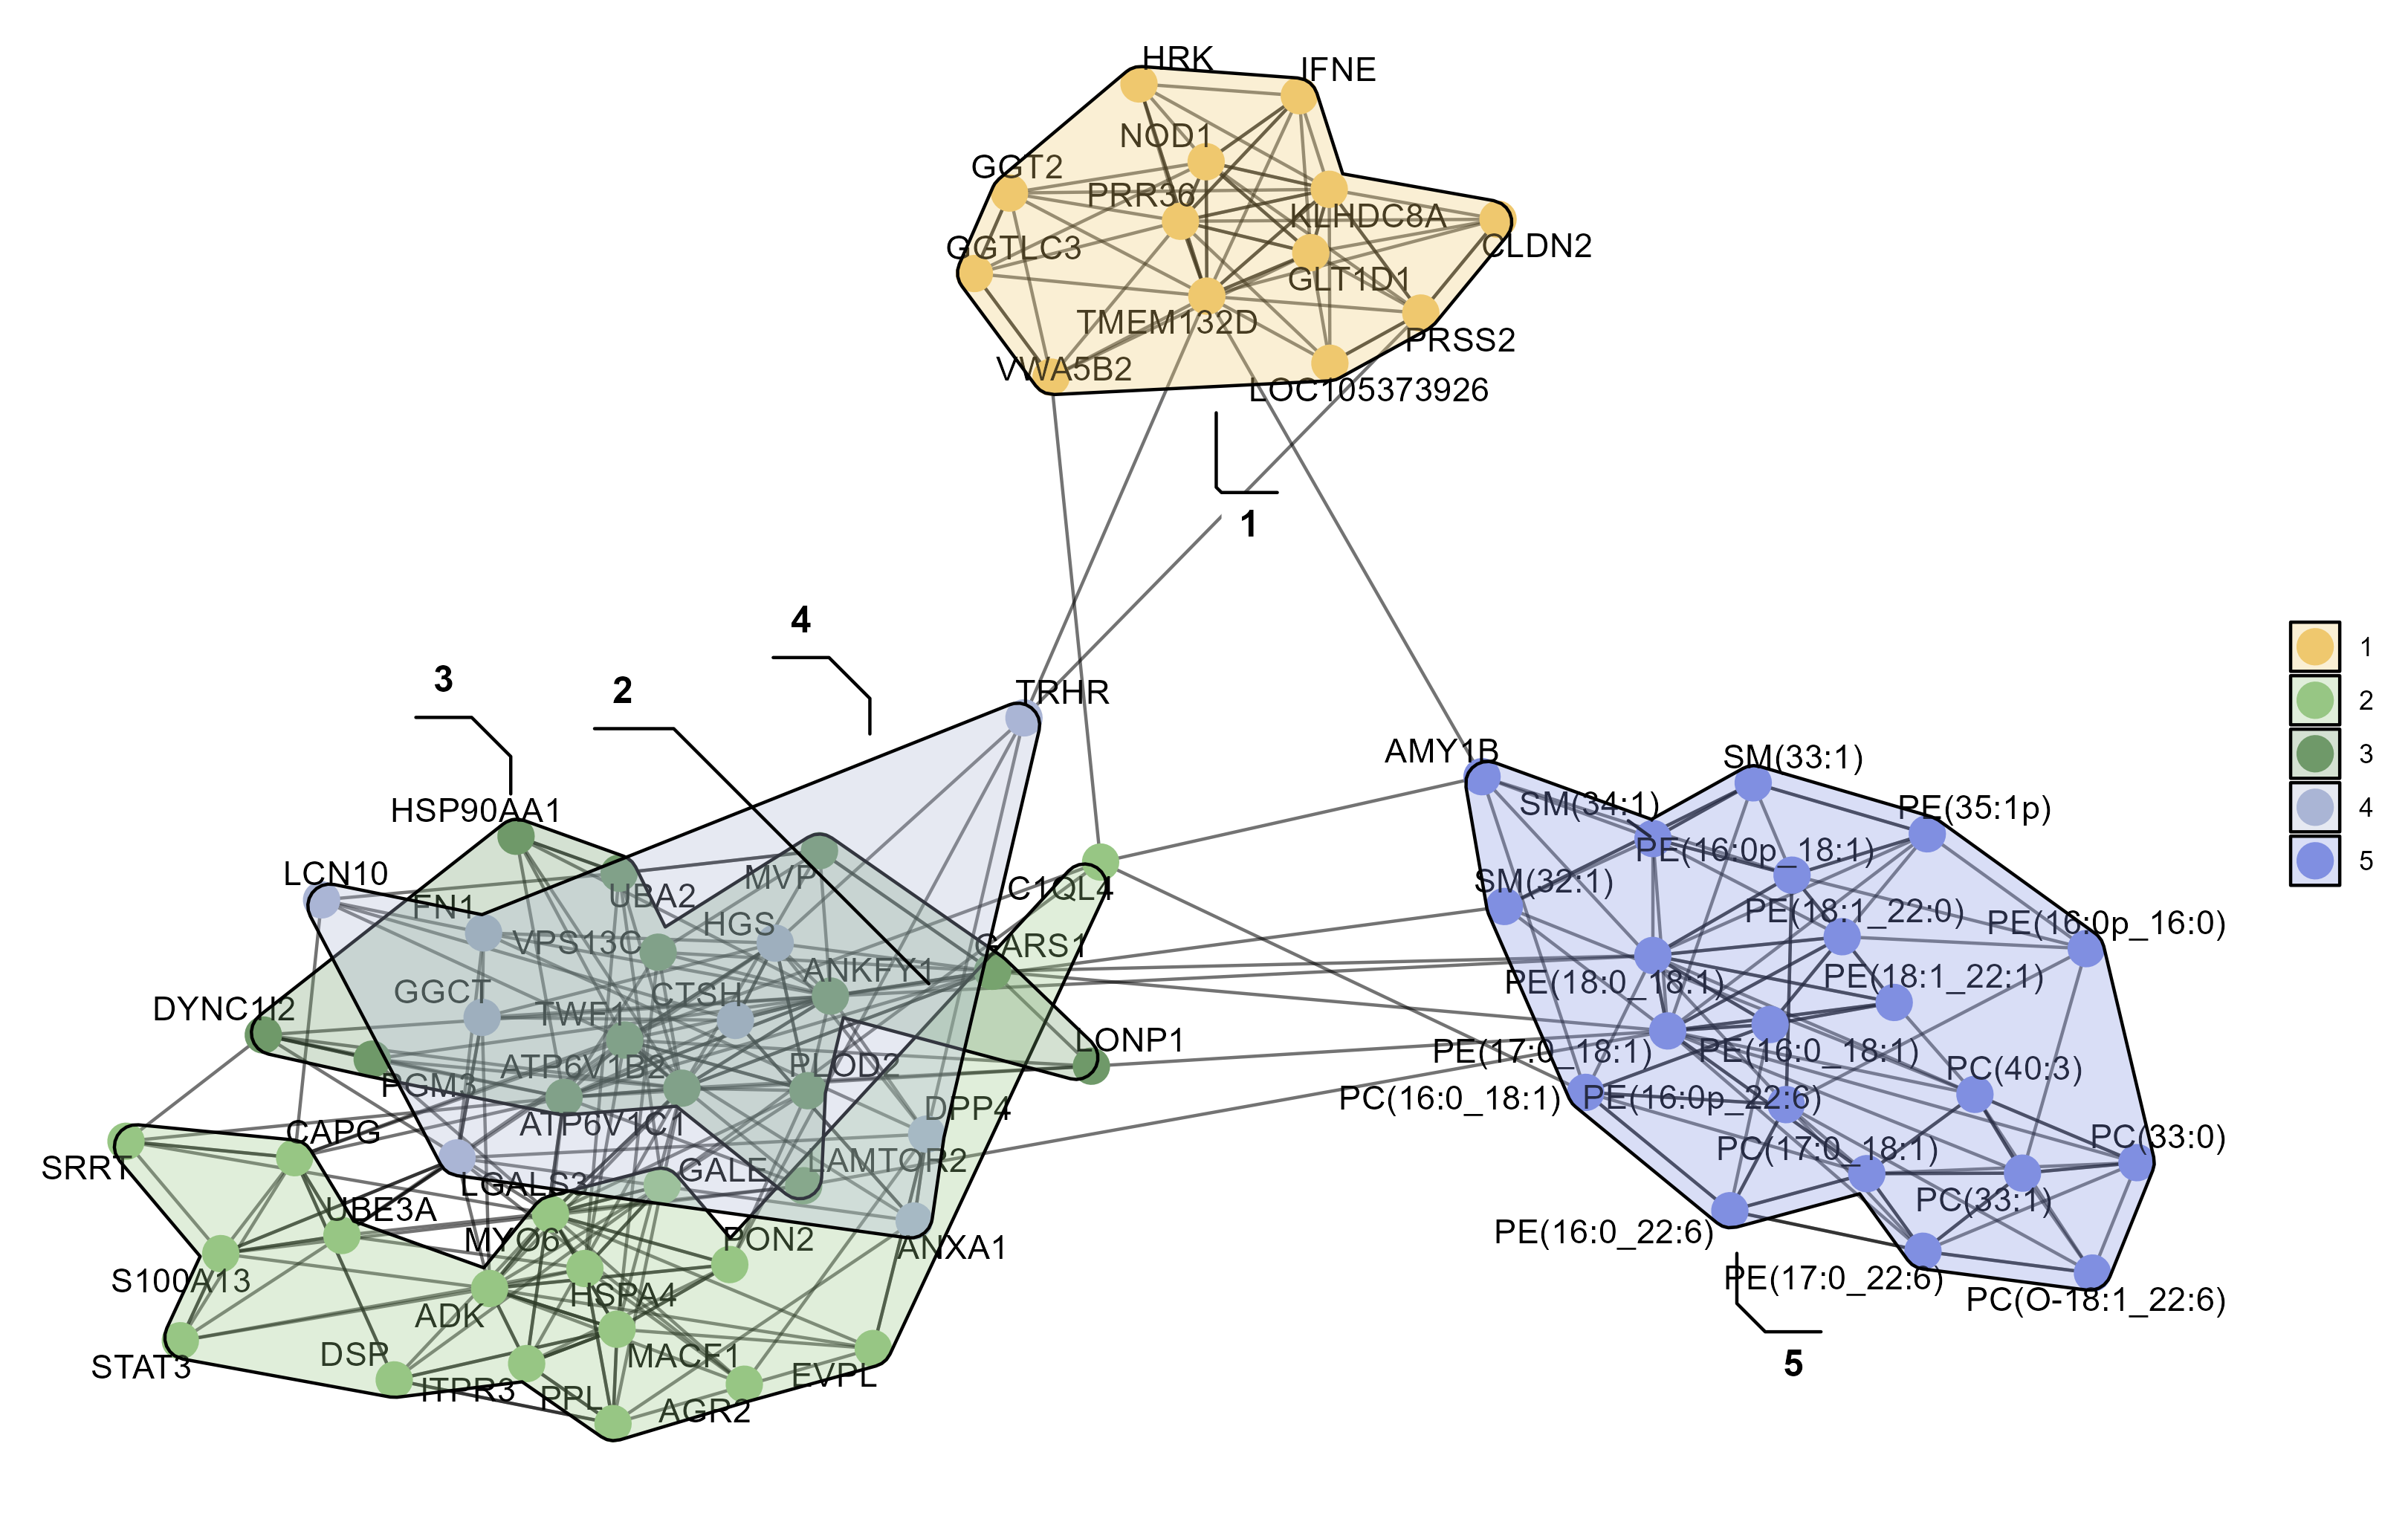 HRK
IFNE
NOD1
GGT2
PRR36
KLHDC8A
CLDN2
GGTLC3
GLT1D1
TMEM132D
PRSS2
VWA5B2
LOC105373926
1
4
3
2
TRHR
1
2
3
4
5
AMY1B
SM(33:1)
SM(34:1)
PE(35:1p)
HSP90AA1
PE(16:0p_18:1)
LCN10
MVP
UBA2
C1QL4
SM(32:1)
FN1
HGS
VPS13C
CARS1
PE(18:1_22:0)
PE(16:0p_16:0)
ANKFY1
PE(18:0_18:1)
PE(18:1_22:1)
GGCT
CTSH
DYNC1I2
TWF1
LONP1
PE(17:0_18:1)
PE(16:0_18:1)
ATP6V1B2
PLOD2
PC(40:3)
PGM3
PC(16:0_18:1)
PE(16:0p_22:6)
DPP4
ATP6V1C1
CAPG
PC(17:0_18:1)
PC(33:0)
SRRT
LGALS3
GALE
LAMTOR2
UBE3A
PC(33:1)
MYO6
PON2
ANXA1
PE(16:0_22:6)
S100A13
HSPA4
PE(17:0_22:6)
ADK
PC(O-18:1_22:6)
STAT3
DSP
MACF1
EVPL
5
ITPR3
PPL
AGR2